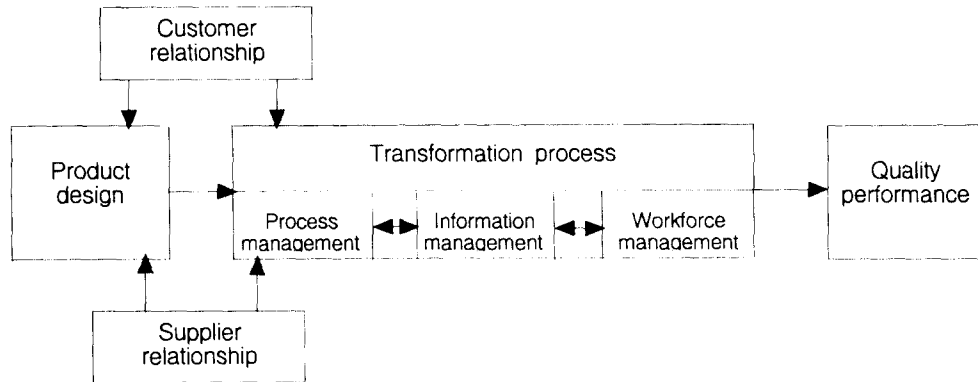 Customer
relationship
Product
design
Transformation process
Process
management
Information
management
Workforce
management
Quality
performance
Supplier
relationship